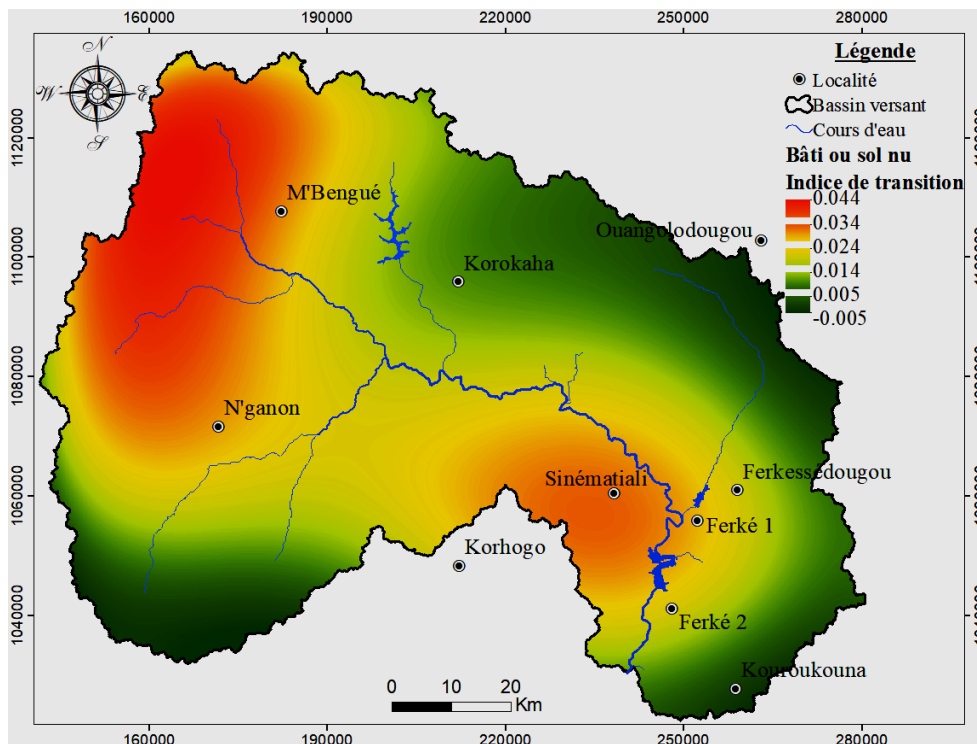 160000 190000 220000 250000 280000
N
W E
S
Légende
Localité
Bassin versant
Cours d'eau
Bâti ou sol nu
Indice de transition
0.044
0.034
0.024
0.014
0.005
-0.005
1120000
1100000
1080000
1060000
1040000
M'Bengué
Ouangolodougou
Korokaha
N'ganon
Sinématiali
Ferkessédougou
Ferké 1
Korhogo
Ferké 2
Kouroukouna
0 10 20
Km
160000 190000 220000 250000 280000